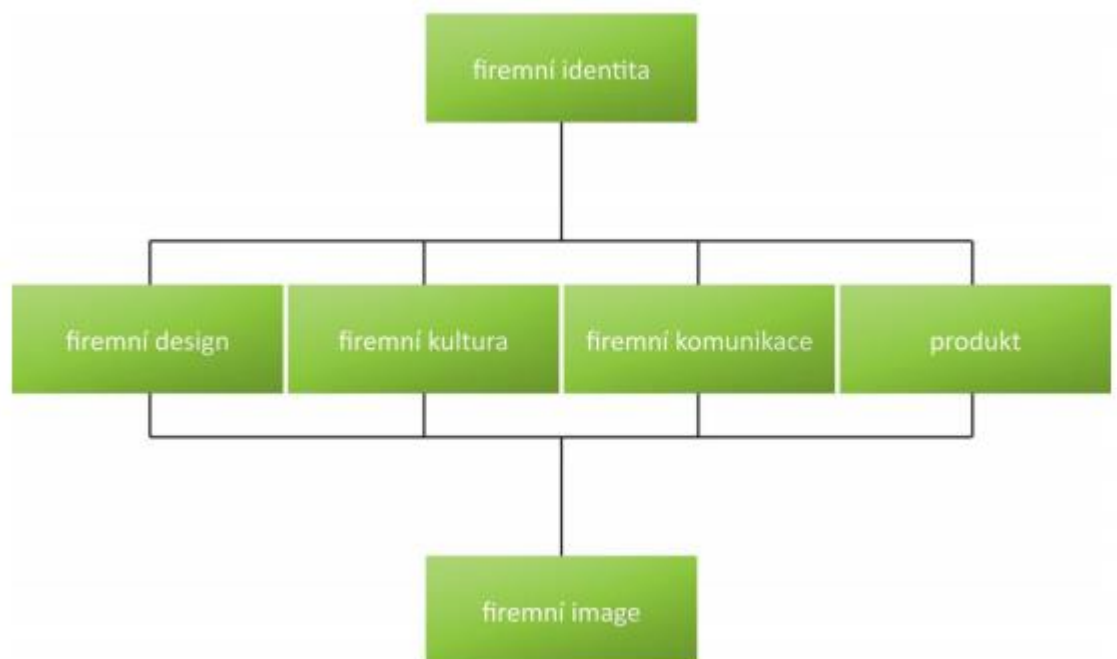 firemní identita
firemní design
firemní kultura
firemní komunikace
produkt
firemní image